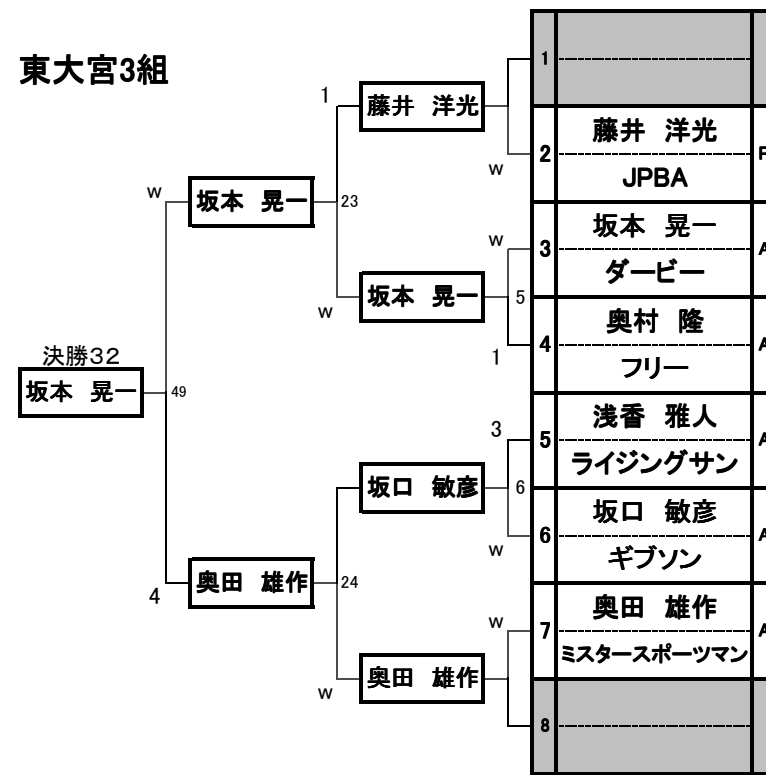 東大宮3組
1
1
藤井 洋光
藤井 洋光
2
F
w
JPBA
w
坂本 晃一
23
坂本 晃一
w
3
A
ダービー
w
坂本 晃一
5
奥村 隆
4
A
1
フリー
決勝32
坂本 晃一
49
浅香 雅人
3
5
A
ライジングサン
坂口 敏彦
6
坂口 敏彦
6
A
w
ギブソン
4
奥田 雄作
24
奥田 雄作
w
7
A
ミスタースポーツマン
w
奥田 雄作
8